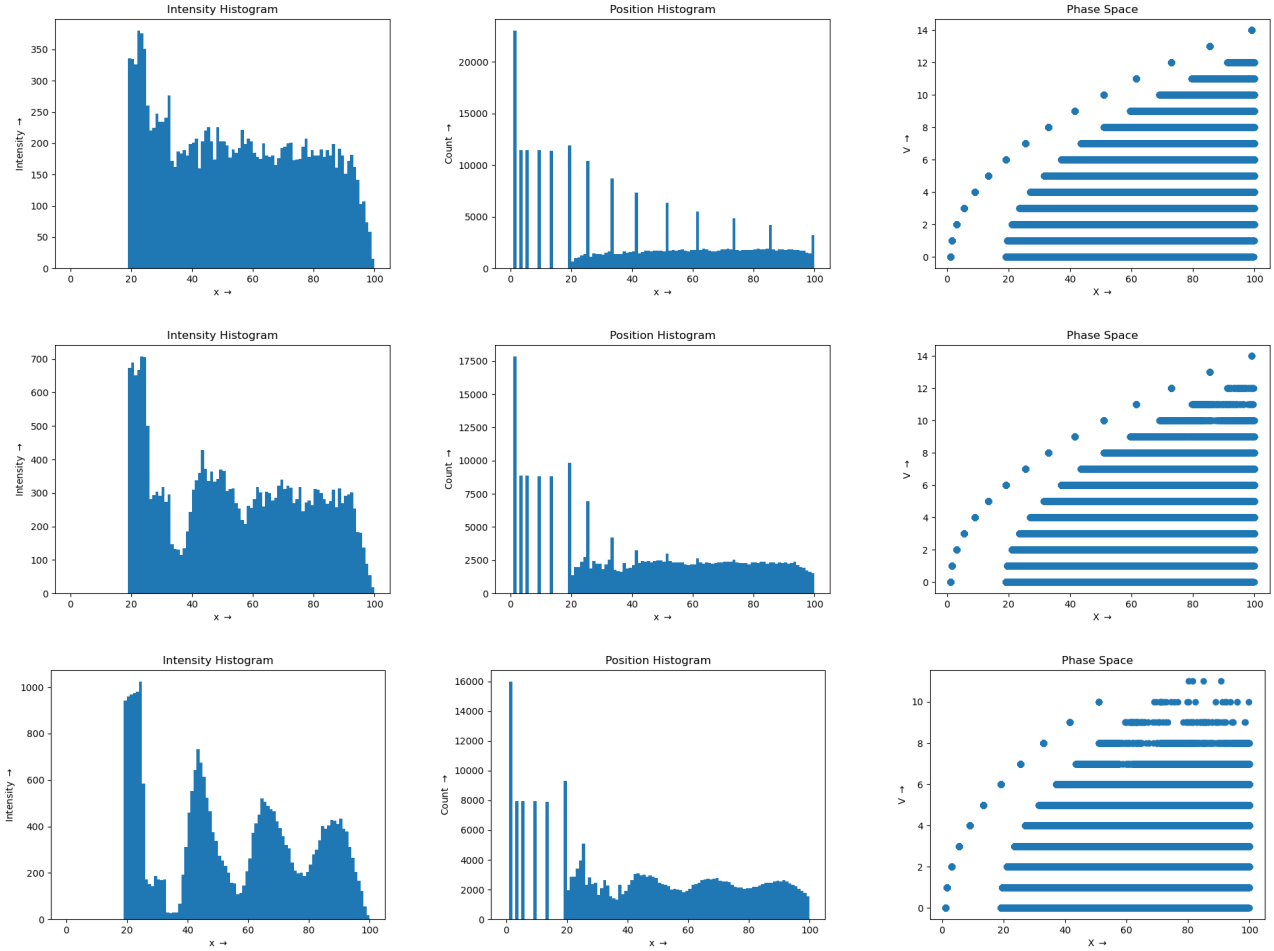 Intensity Histogram
Position Histogram
Phase Space
Intensity →
350
300
250
200
150
100
50
0
0 20 40 60 80 100
x →
Count →
20000
15000
10000
5000
0
0 20 40 60 80 100
x →
V →
14
12
10
8
6
4
2
0
0 20 40 60 80 100
X →
Intensity Histogram
Position Histogram
Phase Space
Intensity →
700
600
500
400
300
200
100
0
0 20 40 60 80 100
x →
Count →
17500
15000
12500
10000
7500
5000
2500
0
0 20 40 60 80 100
x →
V →
14
12
10
8
6
4
2
0
0 20 40 60 80 100
X →
Intensity Histogram
Position Histogram
Phase Space
Intensity →
1000
800
600
400
200
0
0 20 40 60 80 100
x →
Count →
16000
14000
12000
10000
8000
6000
4000
2000
0
0 20 40 60 80 100
x →
V →
10
8
6
4
2
0
0 20 40 60 80 100
X →